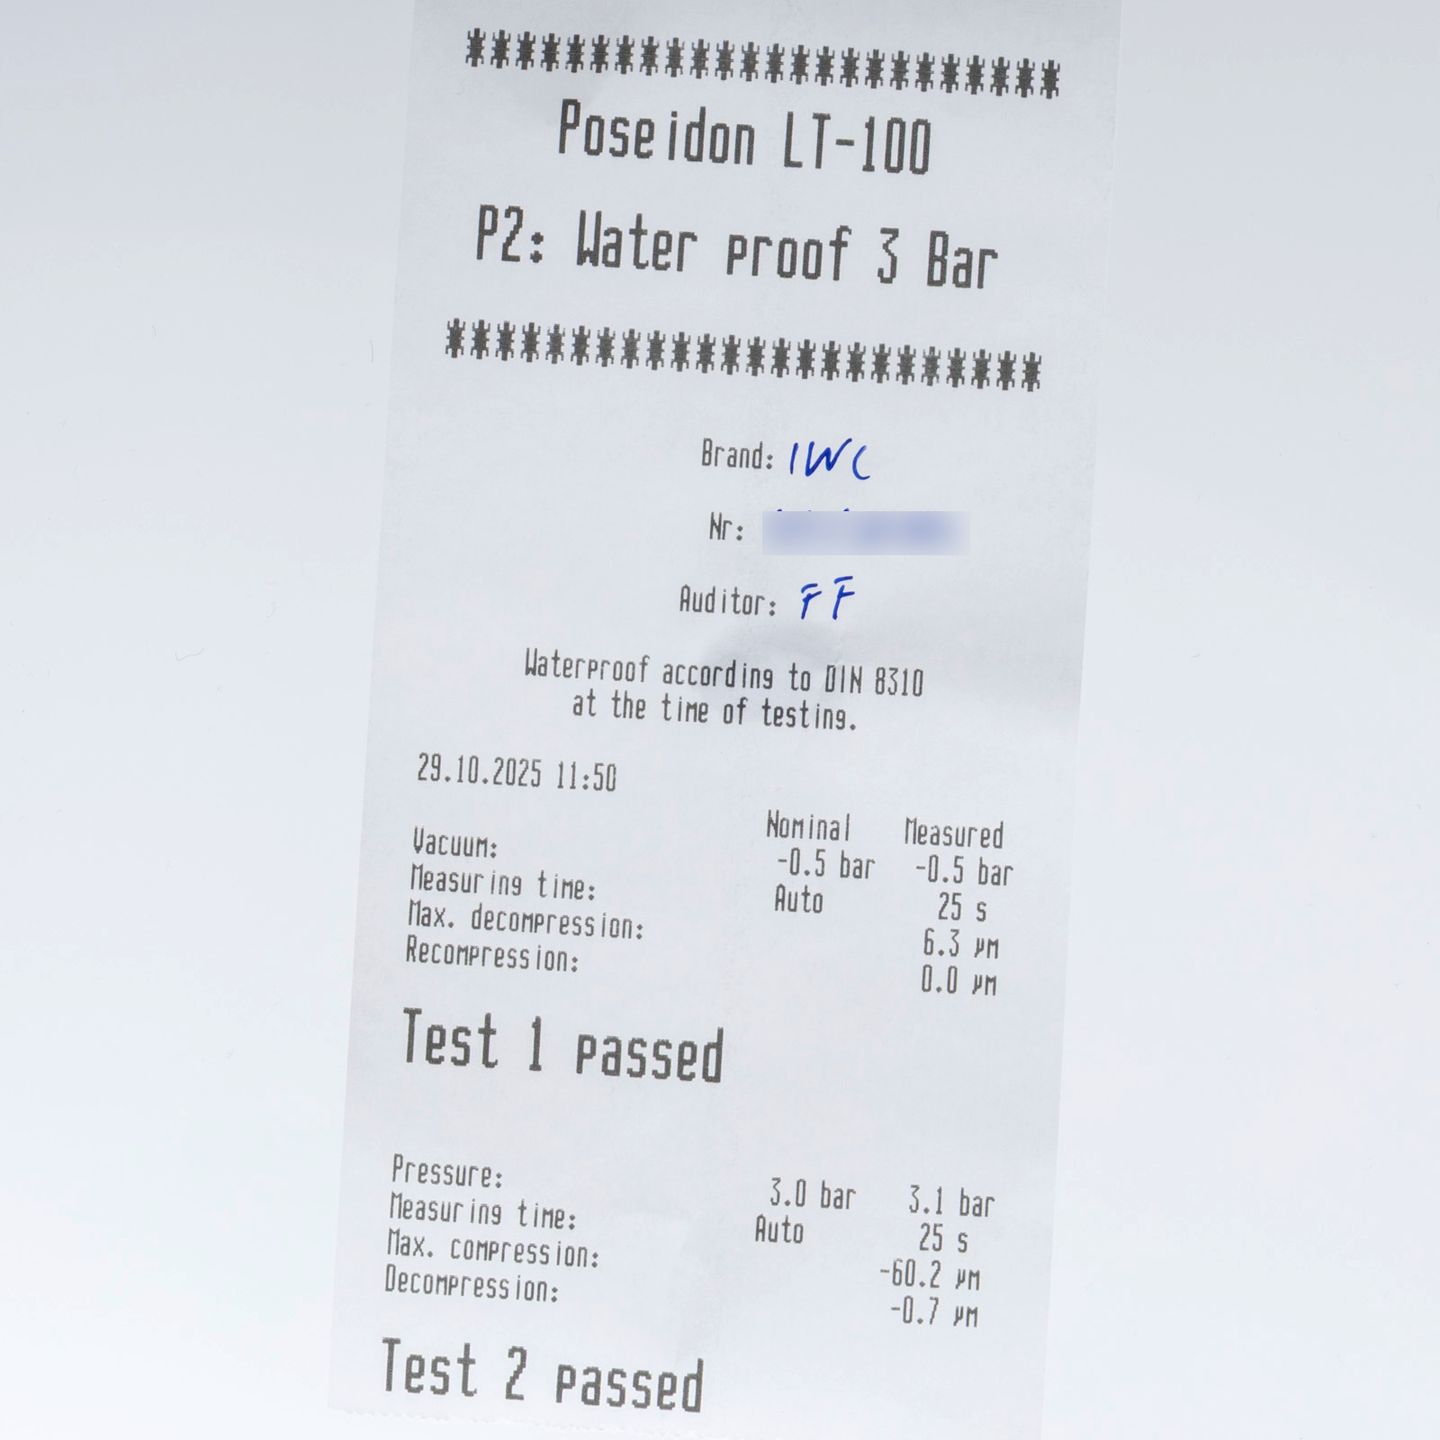 ************************
Poseidon LT-100
P2: Water proof 3 Bar
************************
Brand: IWC
Nr:
Auditor: FF
Waterproof according to DIN 8310
at the time of testing.
29.10.2025 11:50
Nominal Measured
Vacuum: -0.5 bar -0.5 bar
Measuring time: Auto 25 s
Max. decompression: 6.3 µm
Recompression: 0.0 µm
Test 1 passed
Pressure: 3.0 bar 3.1 bar
Measuring time: Auto 25 s
Max. compression: -60.2 µm
Decompression: -0.7 µm
Test 2 passed